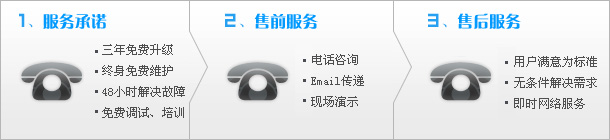 1、服务承诺
• 三年免费升级
• 终身免费维护
• 48小时解决故障
• 免费调试、培训
2、售前服务
• 电话咨询
• Email传递
• 现场演示
3、售后服务
• 用户满意为标准
• 无条件解决需求
• 即时网络服务